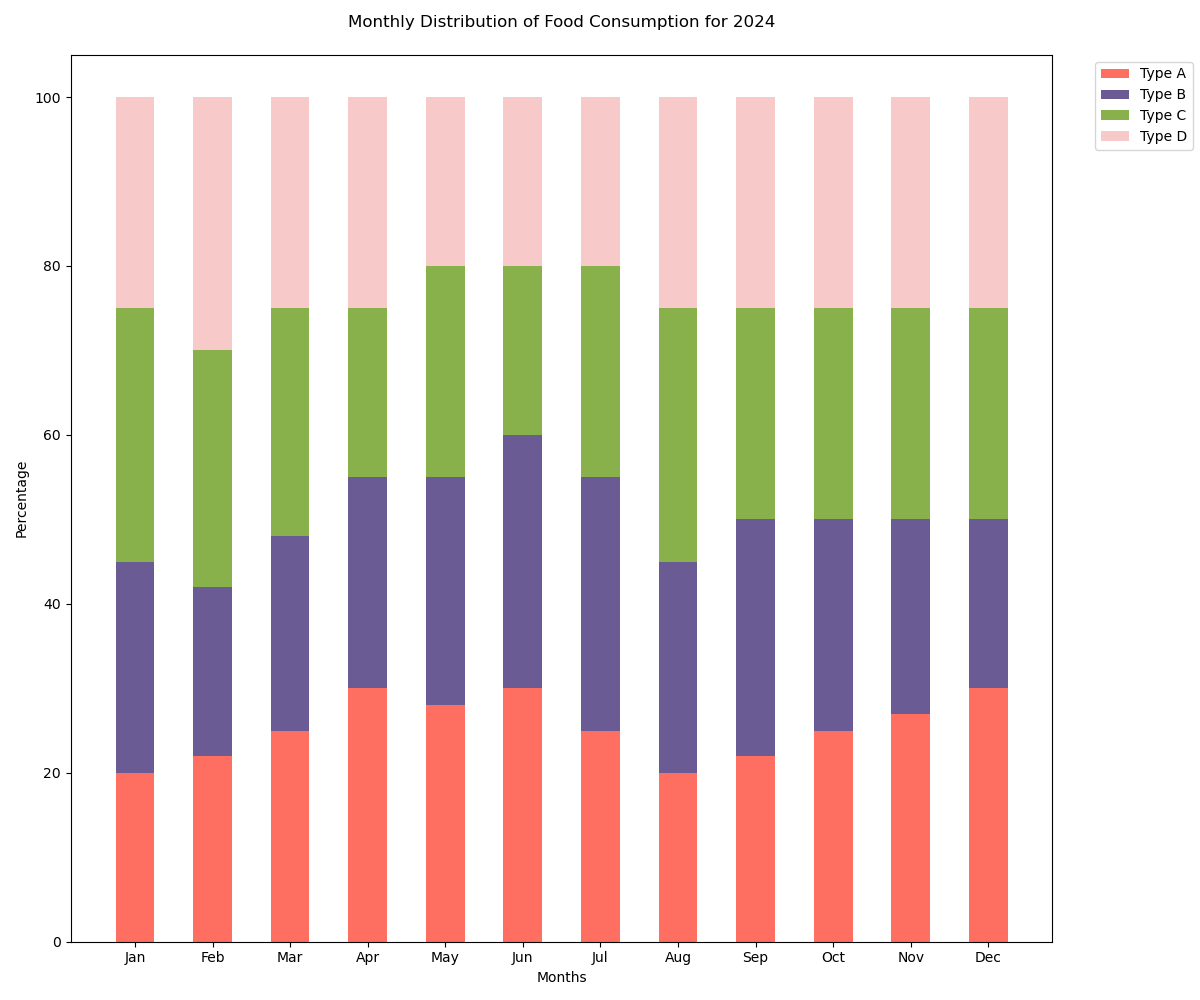 Monthly Distribution of Food Consumption for 2024
Type A
Type B
Type C
Type D
100
80
60
40
20
0
Percentage
Jan Feb Mar Apr May Jun Jul Aug Sep Oct Nov Dec
Months